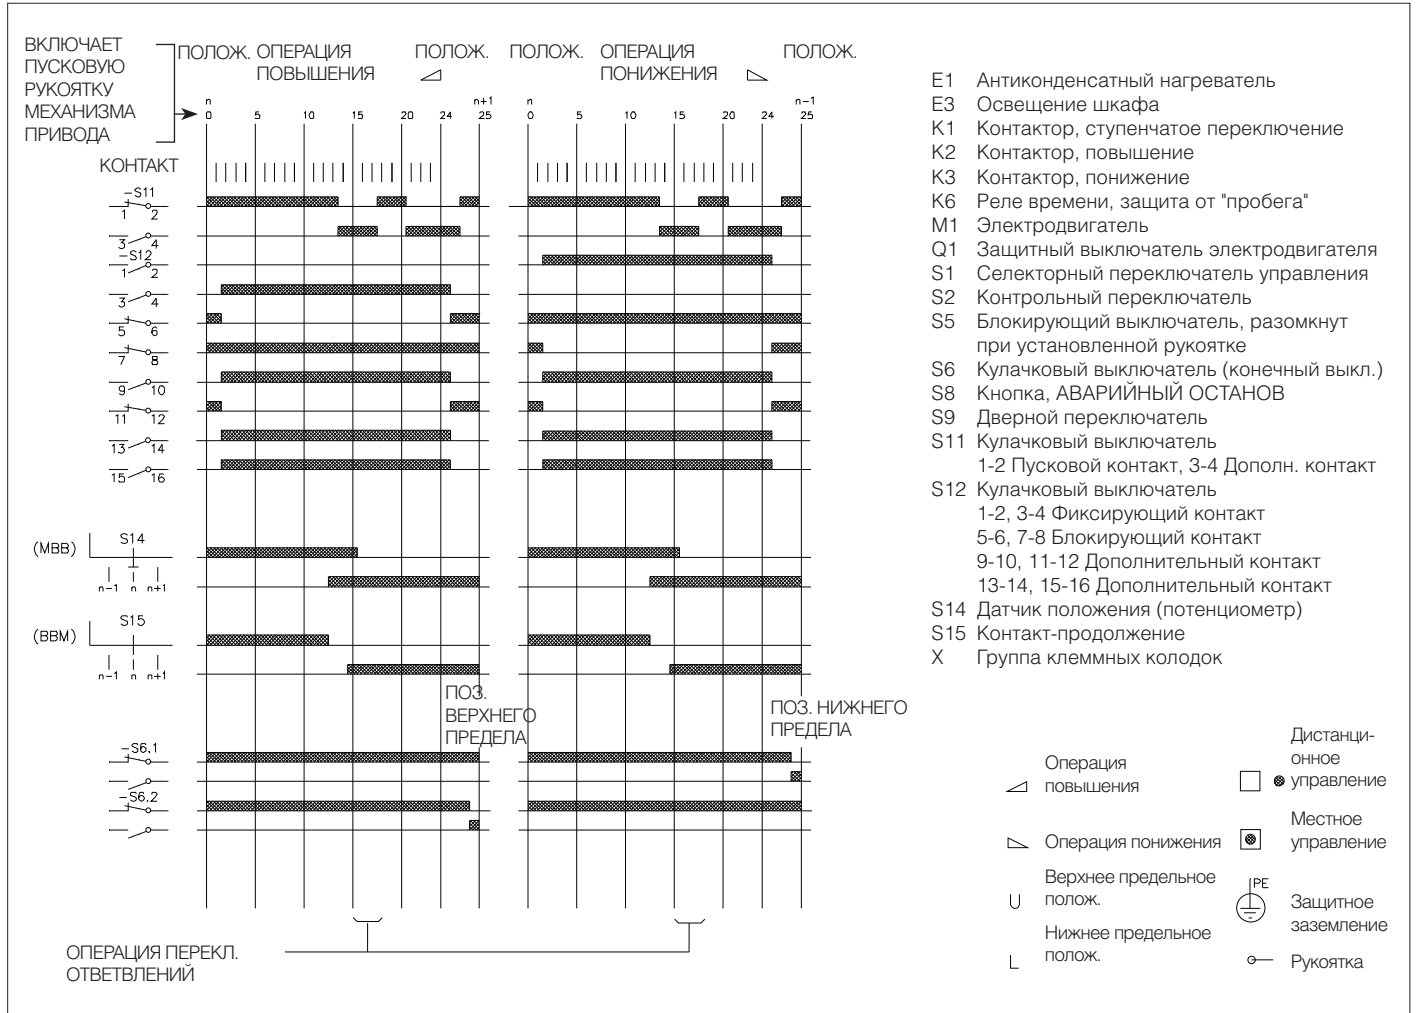 ВКЛЮЧАЕТ
ПУСКОВУЮ
РУКОЯТКУ
МЕХАНИЗМА
ПРИВОДА
ПОЛОЖ. ОПЕРАЦИЯ ПОВЫШЕНИЯ ПОЛОЖ.
ПОЛОЖ. ОПЕРАЦИЯ ПОНИЖЕНИЯ ПОЛОЖ.
n n+1
0 5 10 15 20 24 25
n n-1
0 5 10 15 20 24 25
КОНТАКТ
-S11
1 2
3 4
-S12
1 2
3 4
5 6
7 8
9 10
11 12
13 14
15 16
(MBB) S14
n-1 n n+1
(BBM) S15
n-1 n n+1
ПОЗ.
ВЕРХНЕГО
ПРЕДЕЛА
ПОЗ. НИЖНЕГО
ПРЕДЕЛА
-S6.1
-S6.2
ОПЕРАЦИЯ ПЕРЕКЛ.
ОТВЕТВЛЕНИЙ
E1 Антиконденсатный нагреватель
E3 Освещение шкафа
K1 Контактор, ступенчатое переключение
K2 Контактор, повышение
K3 Контактор, понижение
K6 Реле времени, защита от "пробега"
M1 Электродвигатель
Q1 Защитный выключатель электродвигателя
S1 Селекторный переключатель управления
S2 Контрольный переключатель
S5 Блокирующий выключатель, разомкнут
при установленной рукоятке
S6 Кулачковый выключатель (конечный выкл.)
S8 Кнопка, АВАРИЙНЫЙ ОСТАНОВ
S9 Дверной переключатель
S11 Кулачковый выключатель
1-2 Пусковой контакт, 3-4 Дополн. контакт
S12 Кулачковый выключатель
1-2, 3-4 Фиксирующий контакт
5-6, 7-8 Блокирующий контакт
9-10, 11-12 Дополнительный контакт
13-14, 15-16 Дополнительный контакт
S14 Датчик положения (потенциометр)
S15 Контакт-продолжение
X Группа клеммных колодок
Операция
повышения
Операция понижения
Верхнее предельное
U полож.
Нижнее предельное
L полож.
Дистанци-
онное
управление
Местное
управление
PE
Защитное
заземление
Рукоятка